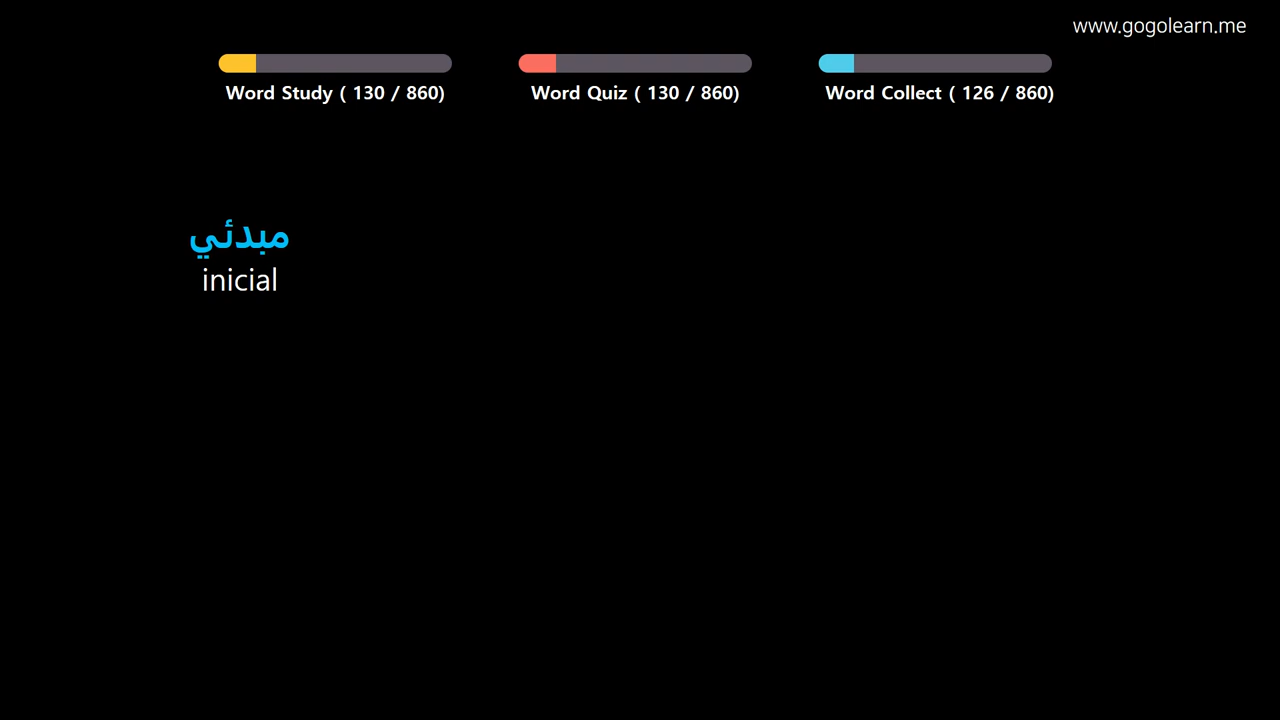 www.gogolearn.me
Word Study ( 130 / 860)
Word Quiz ( 130 / 860)
Word Collect ( 126 / 860)
مبدئي
inicial